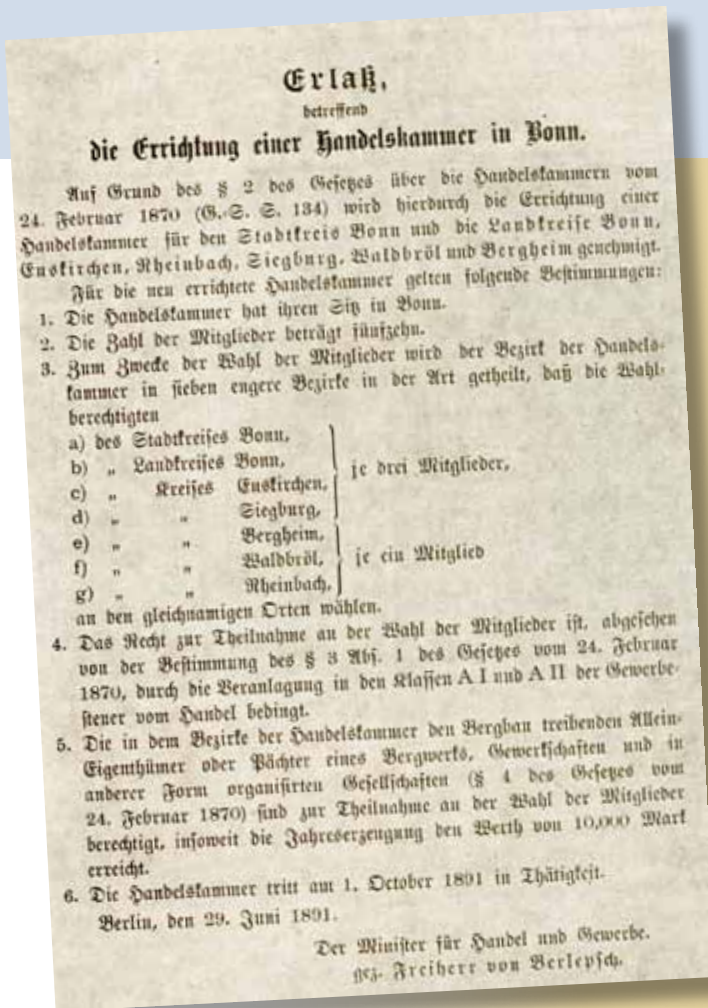 Erlaß,
betreffend
die Errichtung einer Handelskammer in Bonn.
Auf Grund des § 2 des Gesetzes über die Handelskammern vom
24. Februar 1870 (G.-S. S. 134) wird hierdurch die Errichtung einer
Handelskammer für den Stadtkreis Bonn und die Landkreise Bonn,
Euskirchen, Rheinbach, Siegburg, Waldbröl und Bergheim genehmigt.
Für die neu errichtete Handelskammer gelten folgende Bestimmungen:
1. Die Handelskammer hat ihren Sitz in Bonn.
2. Die Zahl der Mitglieder beträgt fünfzehn.
3. Zum Zwecke der Wahl der Mitglieder wird der Bezirk der Handels-
kammer in sieben engere Bezirke in der Art getheilt, daß die Wahl-
berechtigten
a) des Stadtkreises Bonn,
b) „ Landkreises Bonn,
je drei Mitglieder,
c) „ Kreises Euskirchen,
d) „ „ Siegburg,
e) „ „ Bergheim,
f) „ „ Waldbröl,
je ein Mitglied
g) „ „ Rheinbach,
an den gleichnamigen Orten wählen.
4. Das Recht zur Theilnahme an der Wahl der Mitglieder ist, abgesehen
von der Bestimmung des § 3 Abs. 1 des Gesetzes vom 24. Februar
1870, durch die Veranlagung in den Klassen A I und A II der Gewerbe-
steuer vom Handel bedingt.
5. Die in dem Bezirke der Handelskammer den Bergbau treibenden Allein-
Eigenthümer oder Pächter eines Bergwerks, Gewerkschaften und in
anderer Form organisirten Gesellschaften (§ 4 des Gesetzes vom
24. Februar 1870) sind zur Theilnahme an der Wahl der Mitglieder
berechtigt, insoweit die Jahreserzeugung den Werth von 10,000 Mark
erreicht.
6. Die Handelskammer tritt am 1. October 1891 in Thätigkeit.
Berlin, den 29. Juni 1891.
Der Minister für Handel und Gewerbe.
gez. Freiherr von Berlepsch.